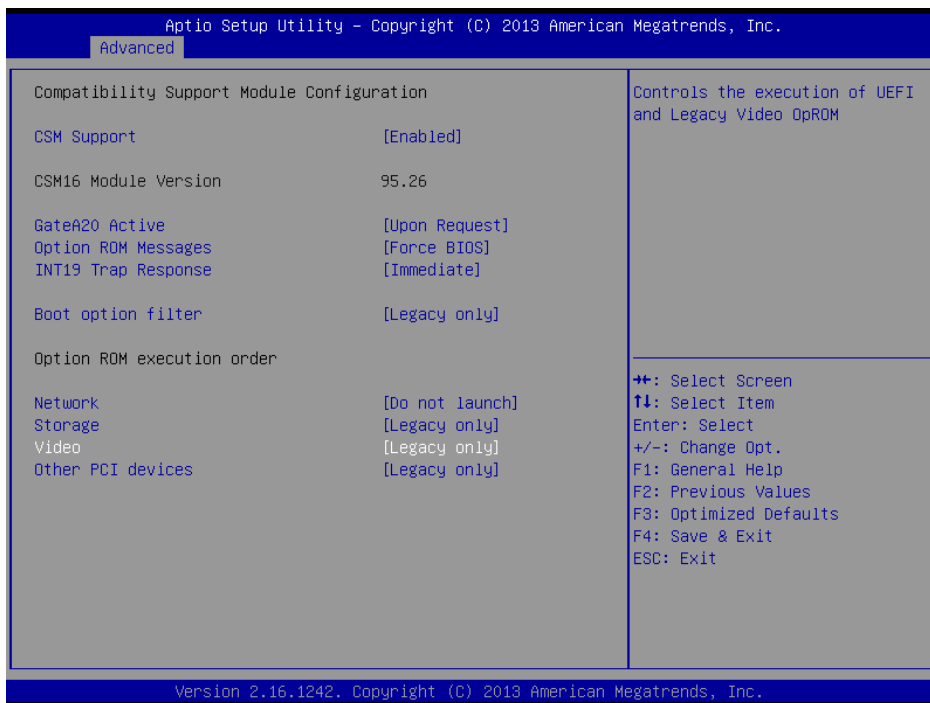 Aptio Setup Utility – Copyright (C) 2013 American Megatrends, Inc.
Advanced
Compatibility Support Module Configuration
CSM Support [Enabled]
CSM16 Module Version 95.26
GateA20 Active [Upon Request]
Option ROM Messages [Force BIOS]
INT19 Trap Response [Immediate]
Boot option filter [Legacy only]
Option ROM execution order
Network [Do not launch]
Storage [Legacy only]
Video [Legacy only]
Other PCI devices [Legacy only]
Controls the execution of UEFI
and Legacy Video OpROM
→←: Select Screen
↑↓: Select Item
Enter: Select
+/-: Change Opt.
F1: General Help
F2: Previous Values
F3: Optimized Defaults
F4: Save & Exit
ESC: Exit
Version 2.16.1242. Copyright (C) 2013 American Megatrends, Inc.